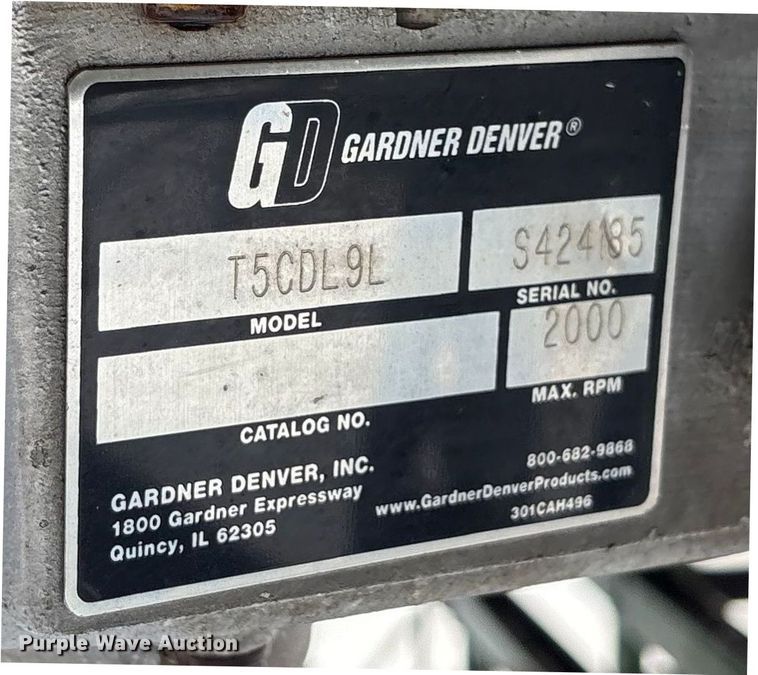 GD GARDNER DENVER®
T5CDL9L
MODEL
S424185
SERIAL NO.
CATALOG NO.
2000
MAX. RPM
GARDNER DENVER, INC.
1800 Gardner Expressway
Quincy, IL 62305
800-682-9868
www.GardnerDenverProducts.com
301CAH496
Purple Wave Auction